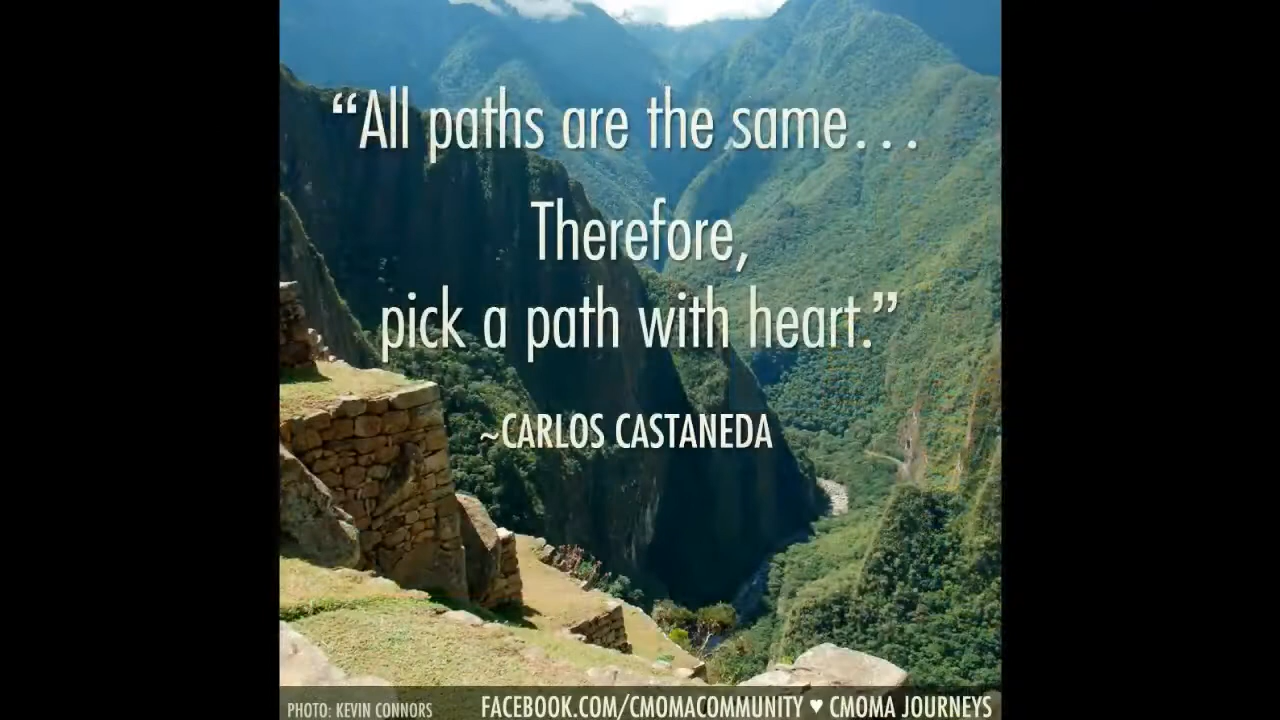 “All paths are the same...
Therefore,
pick a path with heart.”
~CARLOS CASTANEDA
PHOTO: KEVIN CONNORS
FACEBOOK.COM/CMOMACOMMUNITY ♥ CMOMA JOURNEYS